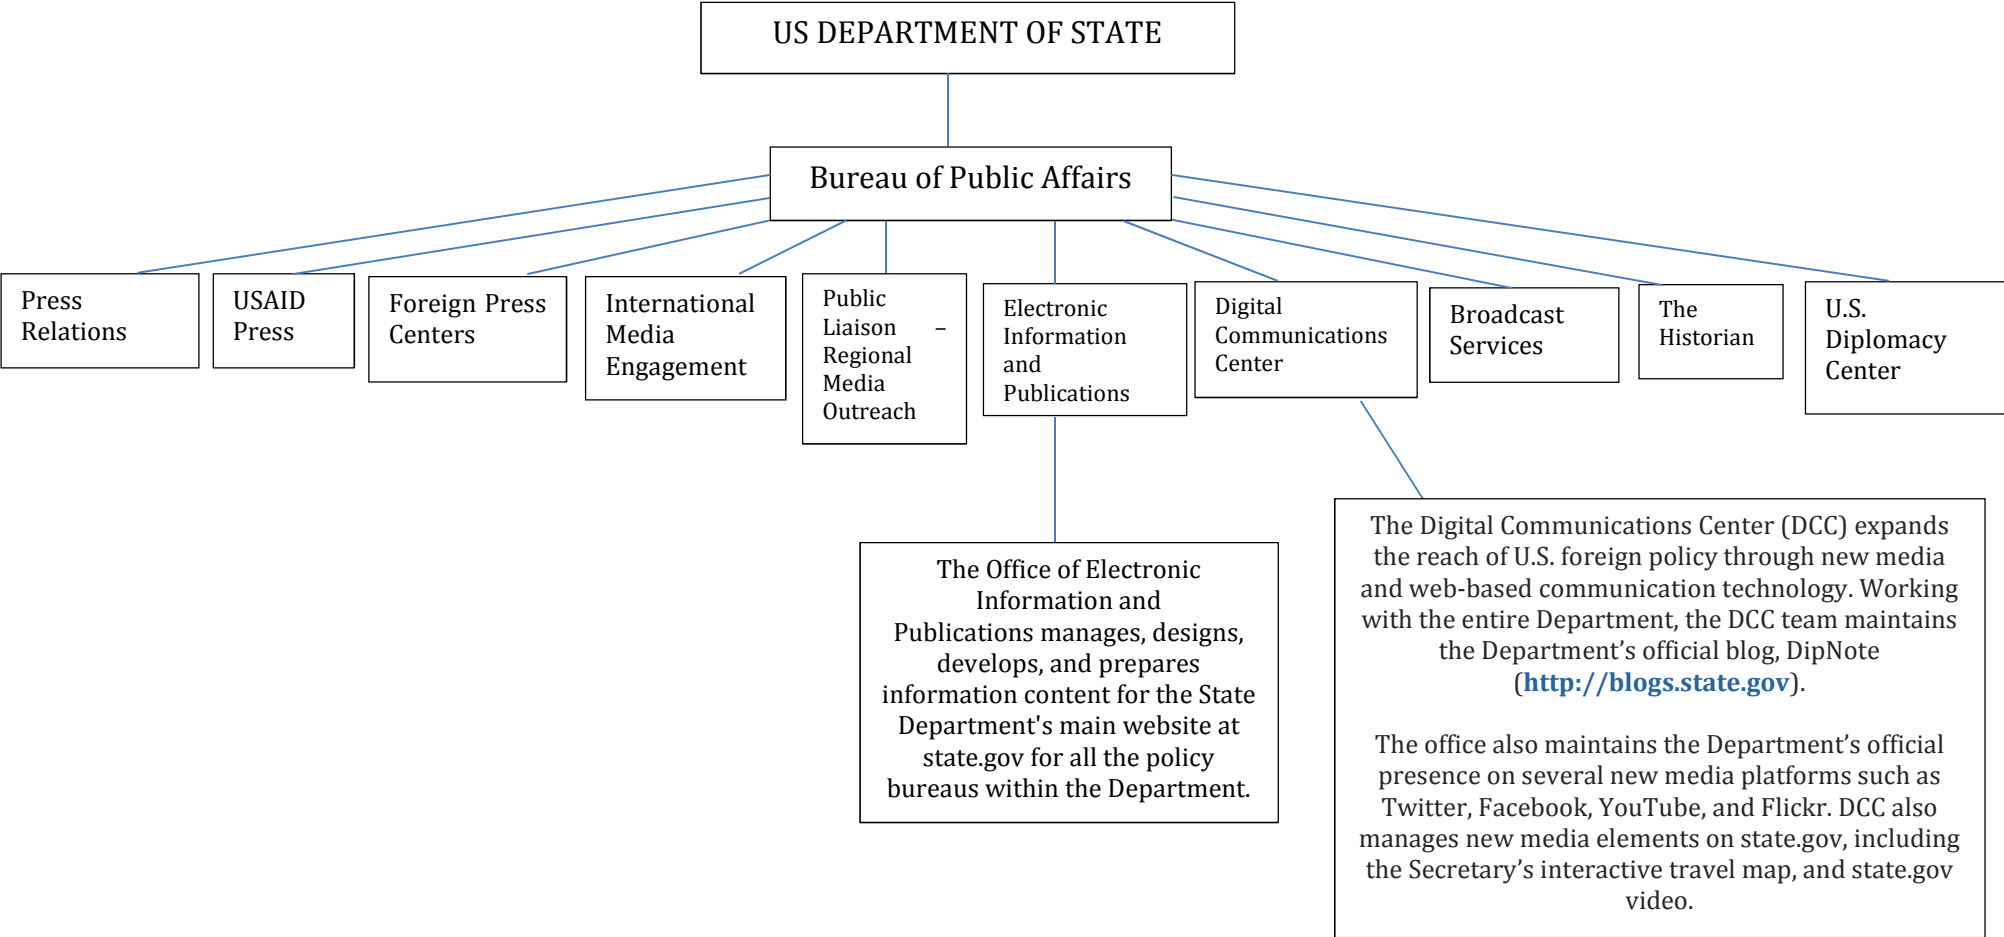 US DEPARTMENT OF STATE
Bureau of Public Affairs
Press
Relations
USAID
Press
Foreign Press
Centers
International
Media
Engagement
Public
Liaison –
Regional
Media
Outreach
Electronic
Information
and
Publications
Digital
Communications
Center
Broadcast
Services
The
Historian
U.S.
Diplomacy
Center
The Office of Electronic
Information and
Publications manages, designs,
develops, and prepares
information content for the State
Department's main website at
state.gov for all the policy
bureaus within the Department.
The Digital Communications Center (DCC) expands
the reach of U.S. foreign policy through new media
and web-based communication technology. Working
with the entire Department, the DCC team maintains
the Department’s official blog, DipNote
(http://blogs.state.gov).
The office also maintains the Department’s official
presence on several new media platforms such as
Twitter, Facebook, YouTube, and Flickr. DCC also
manages new media elements on state.gov, including
the Secretary’s interactive travel map, and state.gov
video.